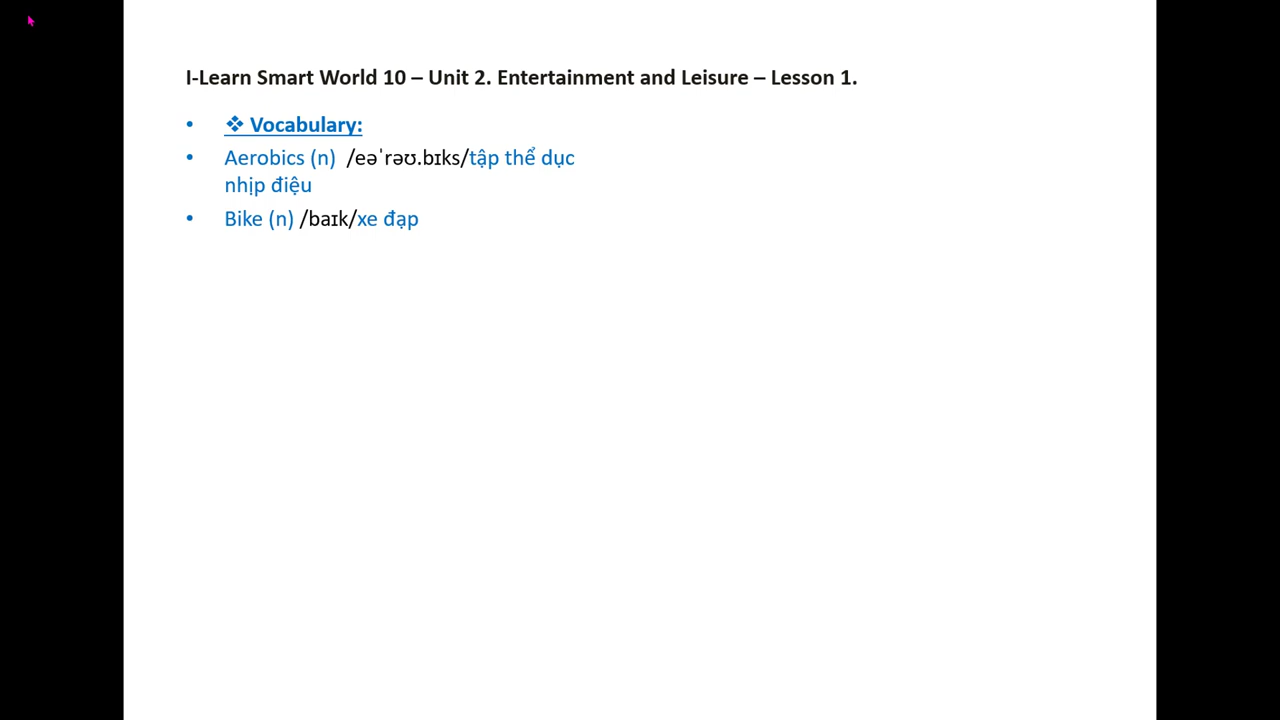 I-Learn Smart World 10 – Unit 2. Entertainment and Leisure – Lesson 1.
• ❖ Vocabulary:
• Aerobics (n) /eəˈrəʊ.bɪks/tập thể dục
nhịp điệu
• Bike (n) /baɪk/xe đạp